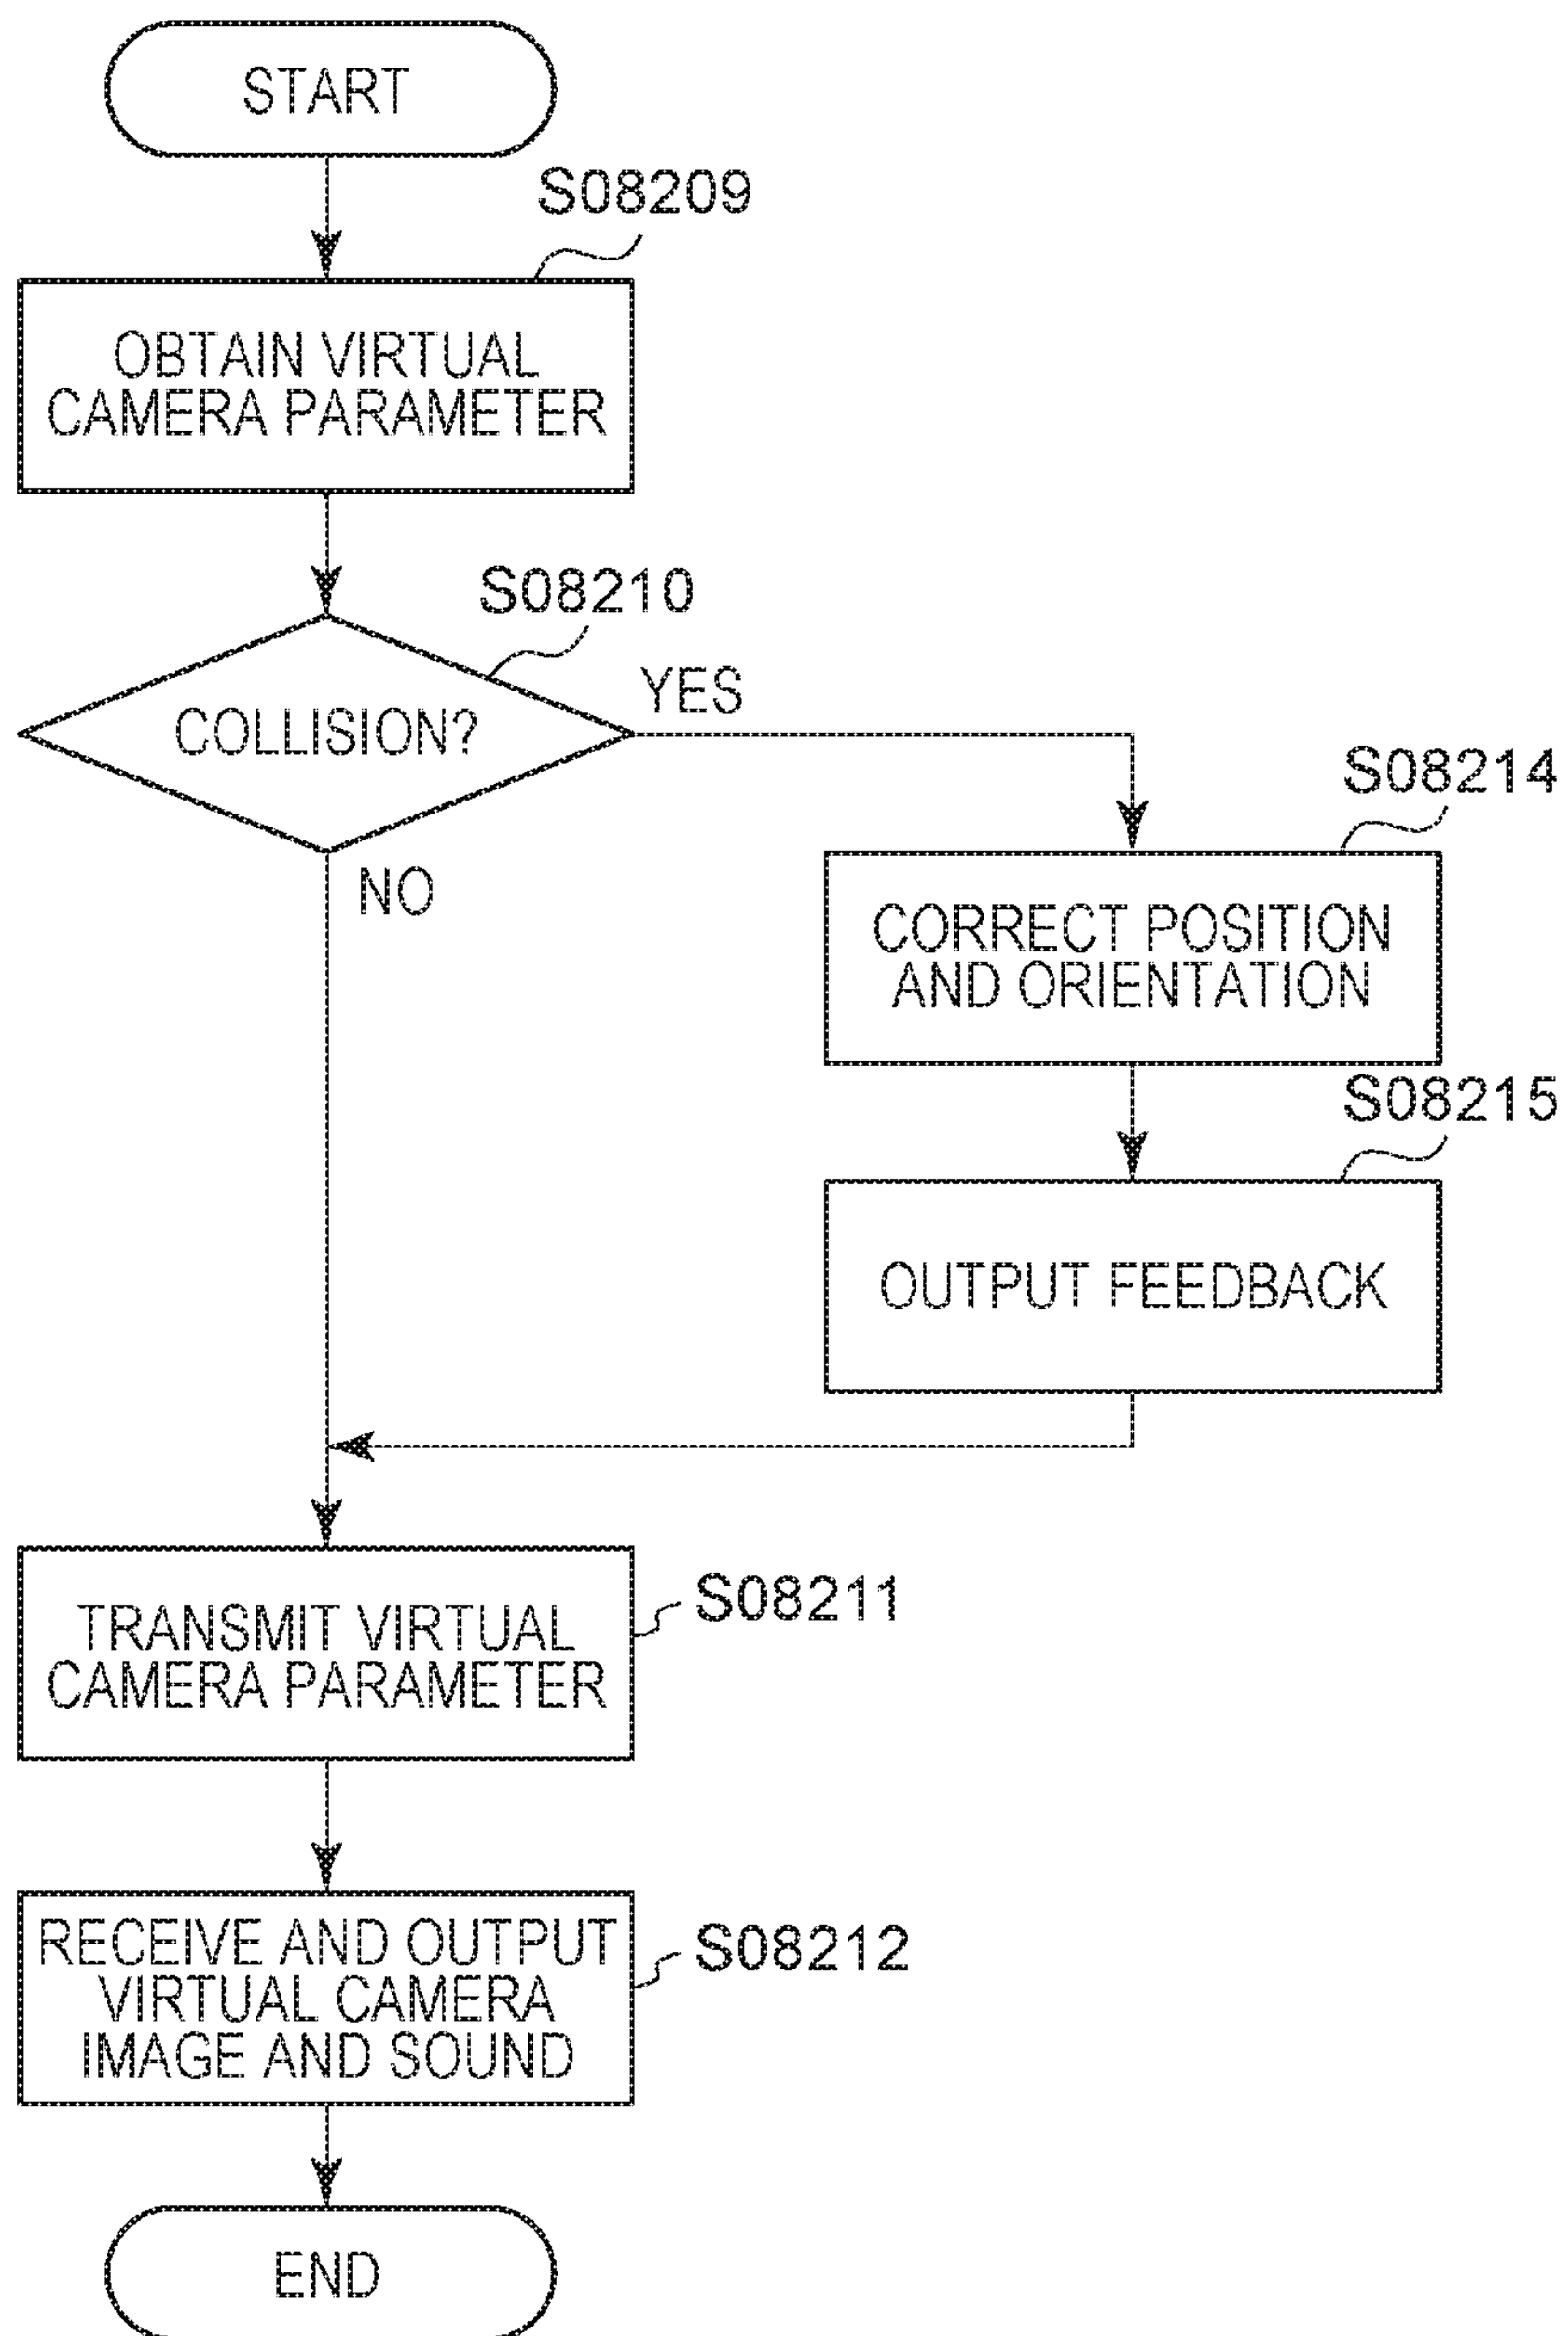 START
S08209
OBTAIN VIRTUAL
CAMERA PARAMETER
S08210
COLLISION?
YES
NO
S08214
CORRECT POSITION
AND ORIENTATION
S08215
OUTPUT FEEDBACK
TRANSMIT VIRTUAL
CAMERA PARAMETER
S08211
RECEIVE AND OUTPUT
VIRTUAL CAMERA
IMAGE AND SOUND
S08212
END